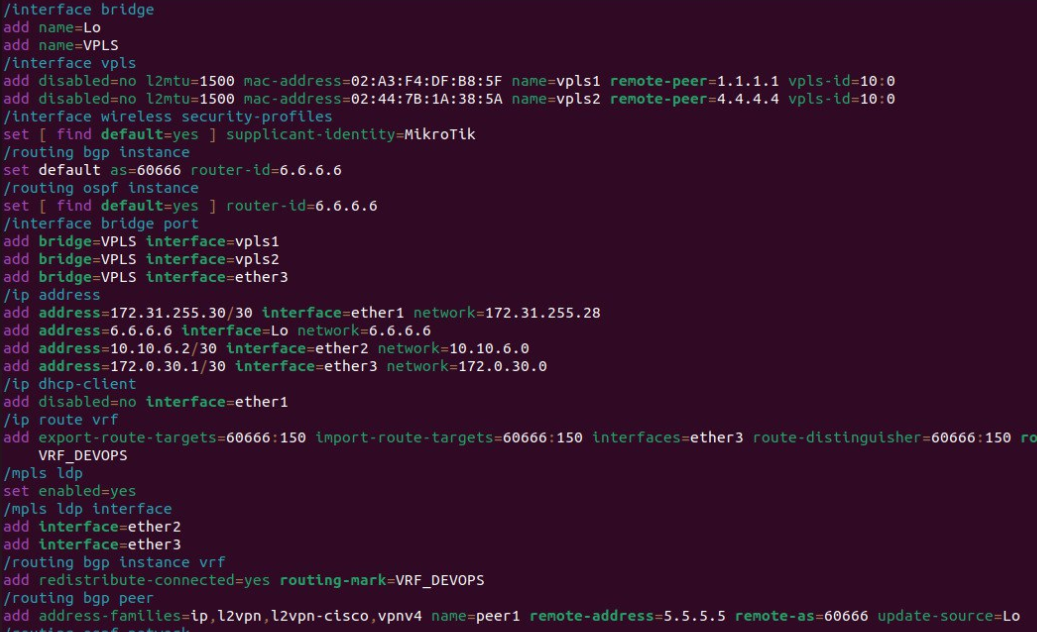 /interface bridge
add name=Lo
add name=VPLS
/interface vpls
add disabled=no l2mtu=1500 mac-address=02:A3:F4:DF:B8:5F name=vpls1 remote-peer=1.1.1.1 vpls-id=10:0
add disabled=no l2mtu=1500 mac-address=02:44:7B:1A:38:5A name=vpls2 remote-peer=4.4.4.4 vpls-id=10:0
/interface wireless security-profiles
set [ find default=yes ] supplicant-identity=MikroTik
/routing bgp instance
set default as=60666 router-id=6.6.6.6
/routing ospf instance
set [ find default=yes ] router-id=6.6.6.6
/interface bridge port
add bridge=VPLS interface=vpls1
add bridge=VPLS interface=vpls2
add bridge=VPLS interface=ether3
/ip address
add address=172.31.255.30/30 interface=ether1 network=172.31.255.28
add address=6.6.6.6 interface=Lo network=6.6.6.6
add address=10.10.6.2/30 interface=ether2 network=10.10.6.0
add address=172.0.30.1/30 interface=ether3 network=172.0.30.0
/ip dhcp-client
add disabled=no interface=ether1
/ip route vrf
add export-route-targets=60666:150 import-route-targets=60666:150 interfaces=ether3 route-distinguisher=60666:150 ro
VRF_DEVOPS
/mpls ldp
set enabled=yes
/mpls ldp interface
add interface=ether2
add interface=ether3
/routing bgp instance vrf
add redistribute-connected=yes routing-mark=VRF_DEVOPS
/routing bgp peer
add address-families=ip,l2vpn,l2vpn-cisco,vpnv4 name=peer1 remote-address=5.5.5.5 remote-as=60666 update-source=Lo
/routing ospf network